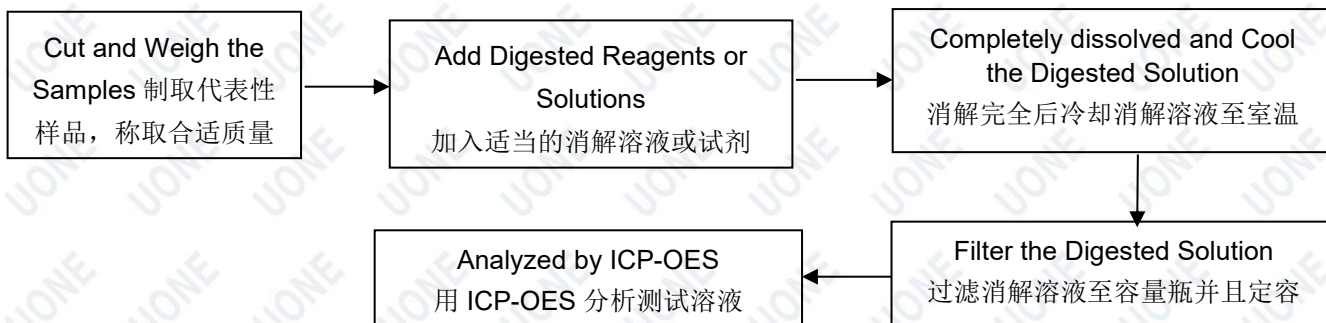 Cut and Weigh the
Samples 制取代表性
样品，称取合适质量
Add Digested Reagents or
Solutions
加入适当的消解溶液或试剂
Completely dissolved and Cool
the Digested Solution
消解完全后冷却消解溶液至室温
Filter the Digested Solution
过滤消解溶液至容量瓶并且定容
Analyzed by ICP-OES
用 ICP-OES 分析测试溶液
UONE